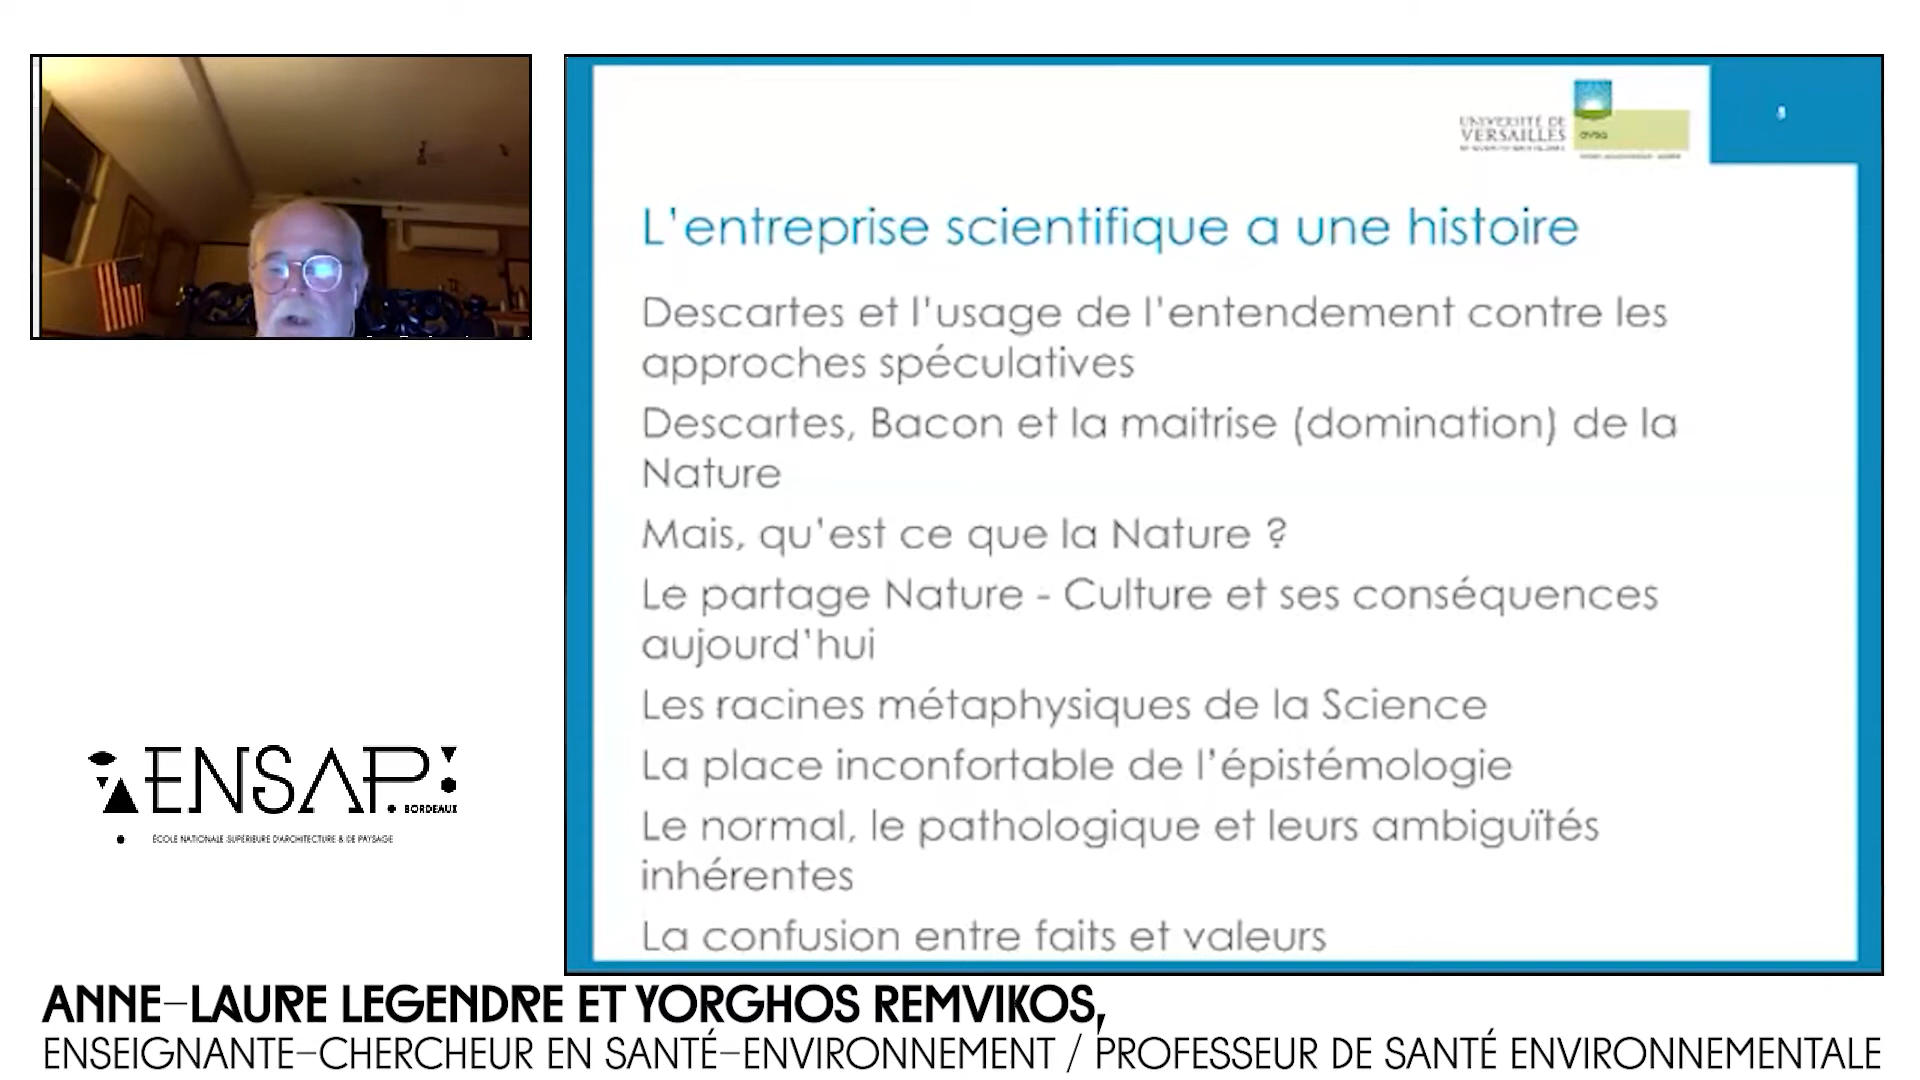 UNIVERSITÉ DE
VERSAILLES
L'entreprise scientifique a une histoire
Descartes et l'usage de l'entendement contre les
approches spéculatives
Descartes, Bacon et la maitrise (domination) de la
Nature
Mais, qu'est ce que la Nature ?
Le partage Nature - Culture et ses conséquences
aujourd'hui
Les racines métaphysiques de la Science
La place inconfortable de l'épistémologie
Le normal, le pathologique et leurs ambiguïtés
inhérentes
La confusion entre faits et valeurs
ENSAP
BORDEAUX
ÉCOLE NATIONALE SUPÉRIEURE D'ARCHITECTURE & DE PAYSAGE
ANNE-LAURE LEGENDRE ET YORGHOS REMVIKOS,
ENSEIGNANTE-CHERCHEUR EN SANTÉ-ENVIRONNEMENT / PROFESSEUR DE SANTÉ ENVIRONNEMENTALE